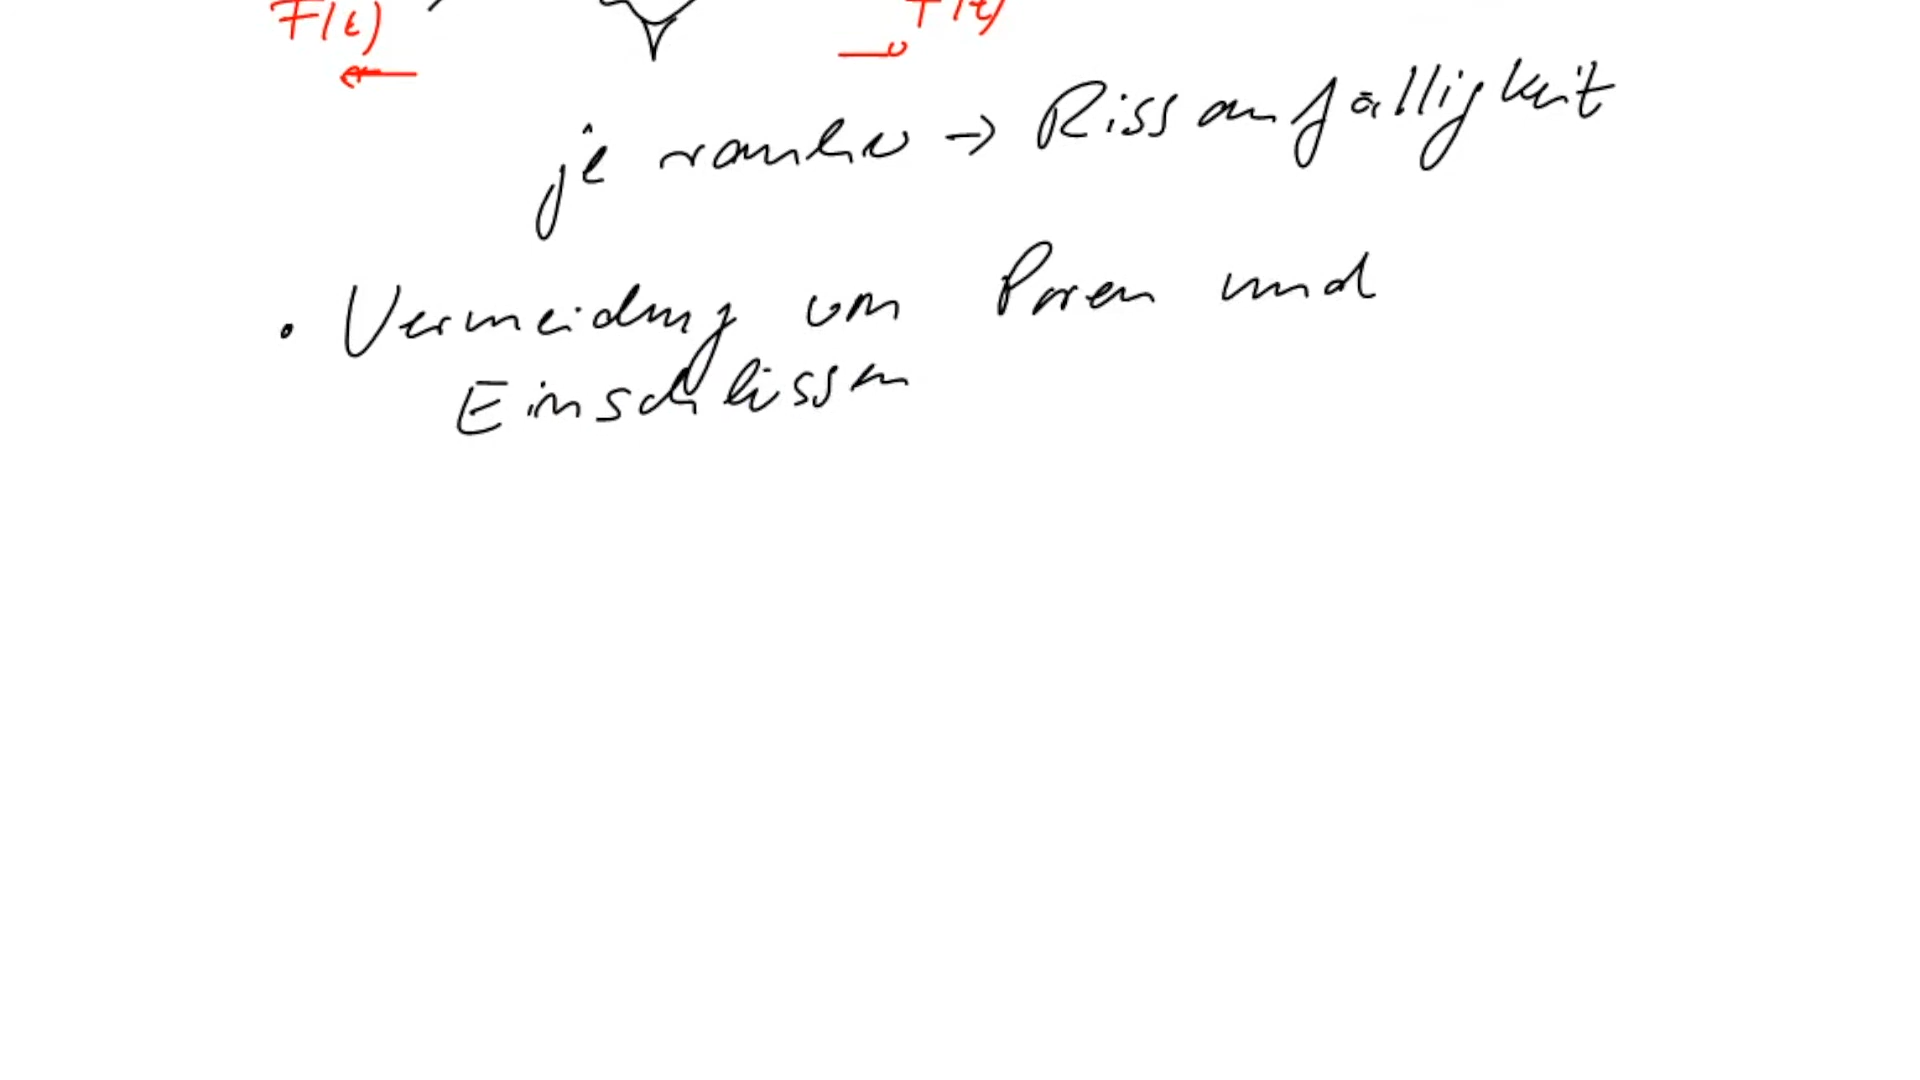 F(t) F(t)
je rauher → Rissanfälligkeit
• Vermeidung von Poren und
Einschlüssen